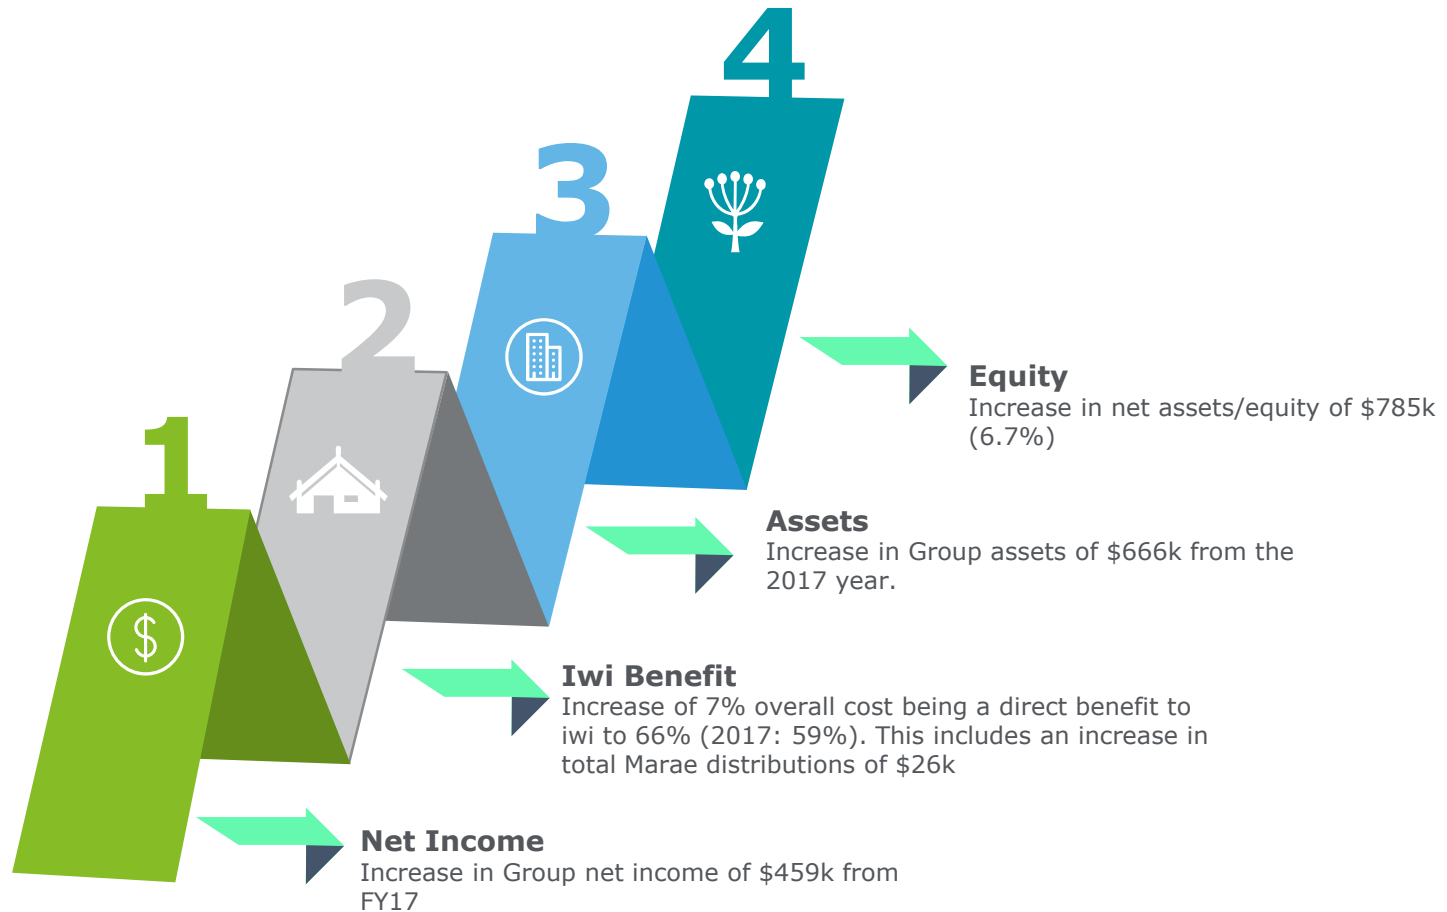 4
3
2
1
Equity
Increase in net assets/equity of $785k
(6.7%)
Assets
Increase in Group assets of $666k from the
2017 year.
Iwi Benefit
Increase of 7% overall cost being a direct benefit to
iwi to 66% (2017: 59%). This includes an increase in
total Marae distributions of $26k
Net Income
Increase in Group net income of $459k from
FY17
$